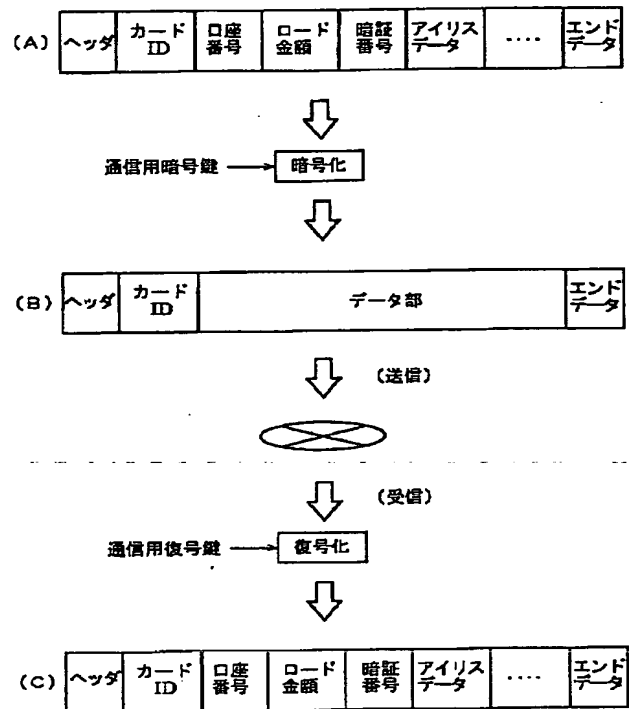 (A) ヘッダ カード ID 口座 番号 ロード 金額 暗証 番号 アイリス データ ‥‥ エンド データ
通信用暗号鍵 暗号化
(B) ヘッダ カード ID データ部 エンド データ
(送信)
(受信)
通信用復号鍵 復号化
(C) ヘッダ カード ID 口座 番号 ロード 金額 暗証 番号 アイリス データ ‥‥ エンド データ